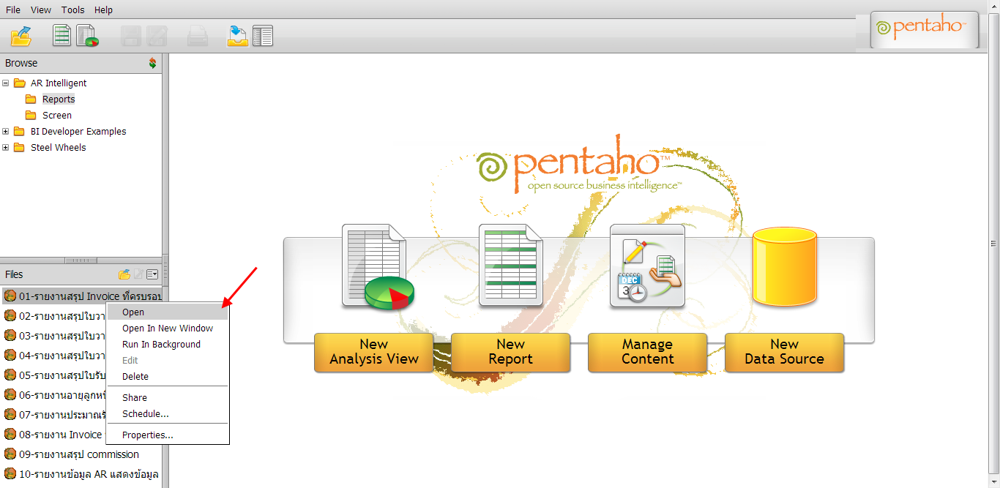 File View Tools Help
pentaho™
Browse
AR Intelligent
Reports
Screen
BI Developer Examples
Steel Wheels
pentaho™
open source business intelligence™
New Analysis View
New Report
Manage Content
New Data Source
DEC
3
Files
01-รายงานสรุป Invoice ที่ครบรอบ
02-รายงานสรุปใบวา
03-รายงานสรุปใบวา
04-รายงานสรุปใบวา
05-รายงานสรุปใบรับ
06-รายงานอายุลูกหนี้
07-รายงานประมาณรั
08-รายงาน Invoice
09-รายงานสรุป commission
10-รายงานข้อมูล AR แสดงข้อมูล
Open
Open In New Window
Run In Background
Edit
Delete
Share
Schedule...
Properties...